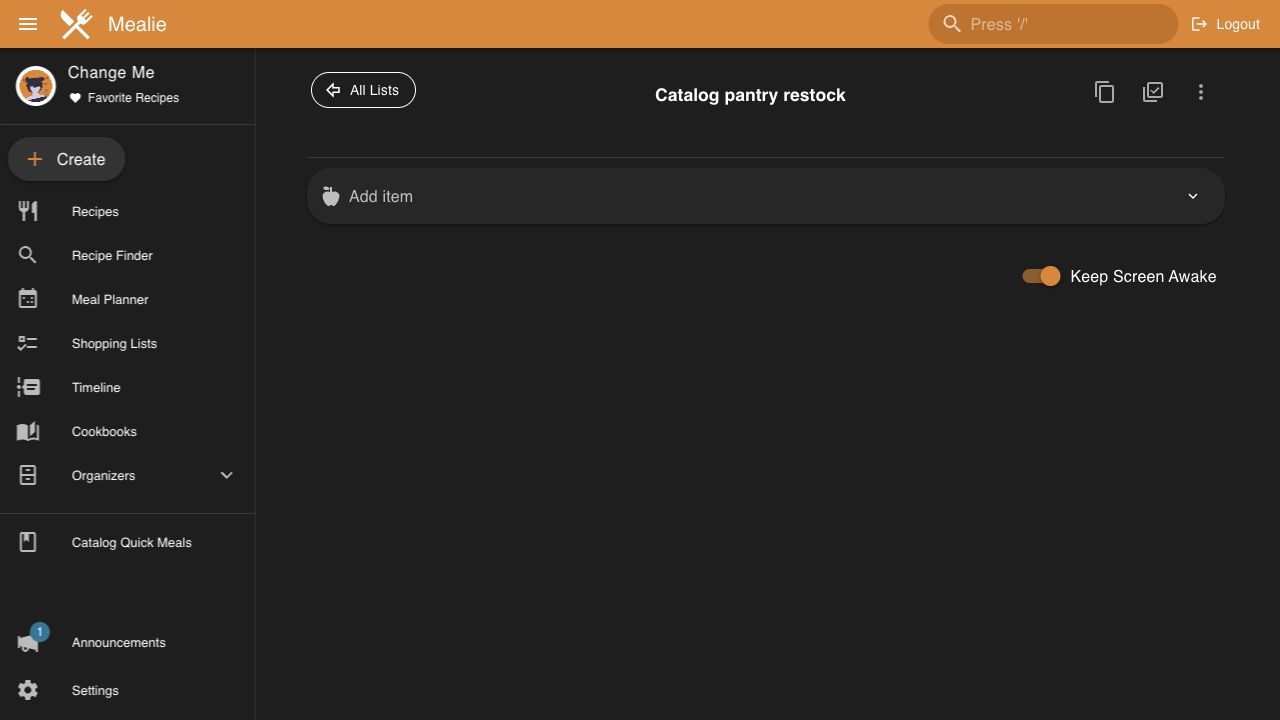 Mealie
Press '/'
Logout
Change Me
Favorite Recipes
Create
Recipes
Recipe Finder
Meal Planner
Shopping Lists
Timeline
Cookbooks
Organizers
Catalog Quick Meals
1
Announcements
Settings
All Lists
Catalog pantry restock
Add item
Keep Screen Awake